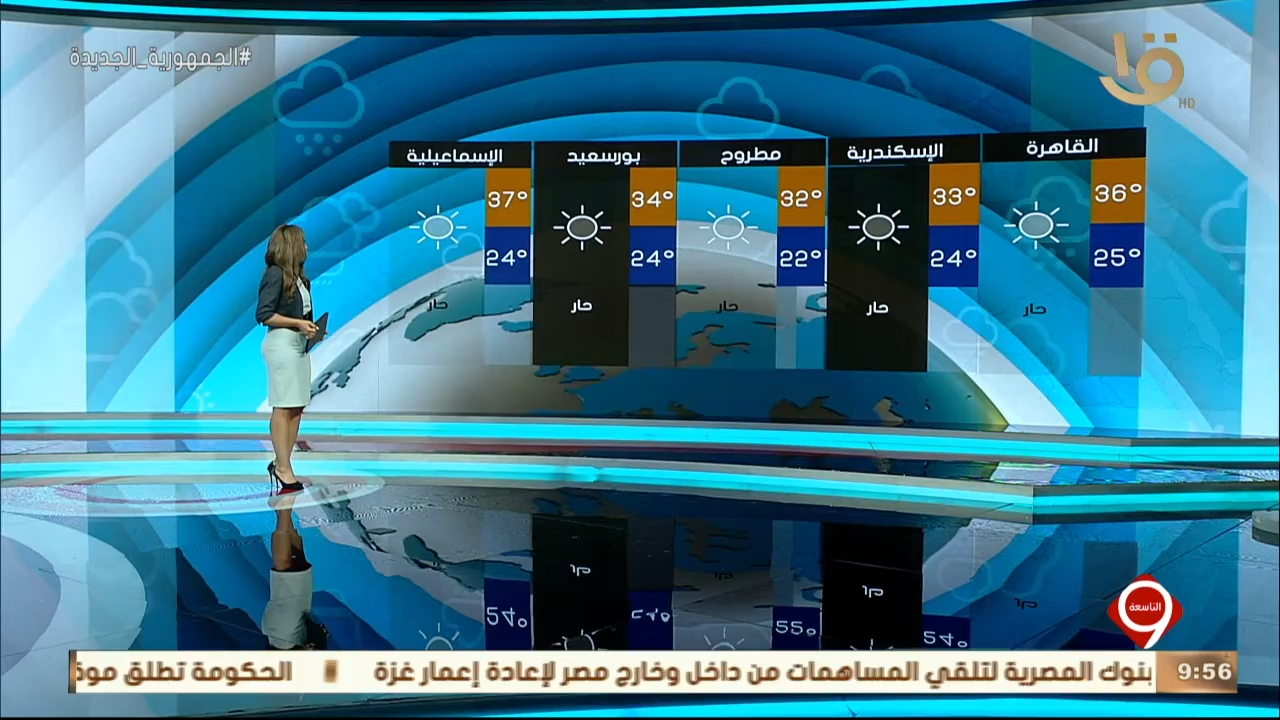 #الجمهورية_الجديدة
HD
القاهرة
36°
25°
حار
الإسكندرية
33°
24°
حار
مطروح
32°
22°
حار
بورسعيد
34°
24°
حار
الإسماعيلية
37°
24°
حار
التاسعة
9
9:56
بنوك المصرية لتلقي المساهمات من داخل وخارج مصر لإعادة إعمار غزة
الحكومة تطلق